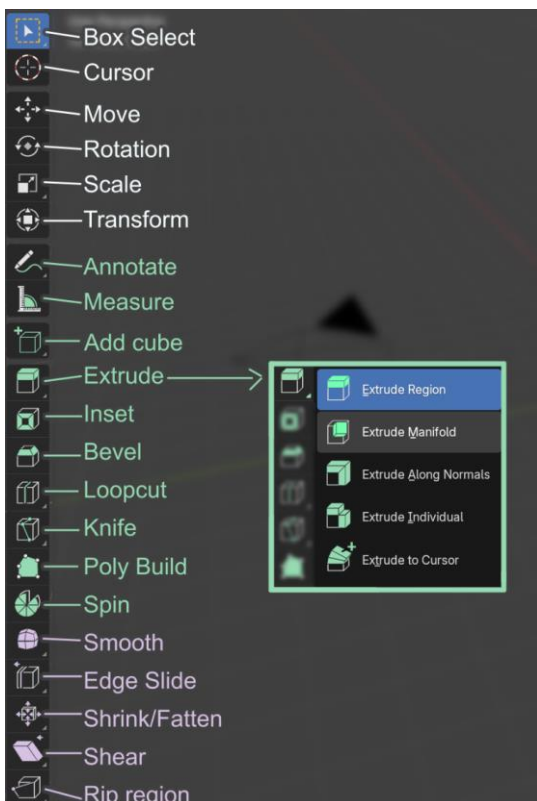 Box Select
Cursor
Move
Rotation
Scale
Transform
Annotate
Measure
Add cube
Extrude
Extrude Region
Extrude Manifold
Extrude Along Normals
Extrude Individual
Extrude to Cursor
Inset
Bevel
Loopcut
Knife
Poly Build
Spin
Smooth
Edge Slide
Shrink/Fatten
Shear
Rip region